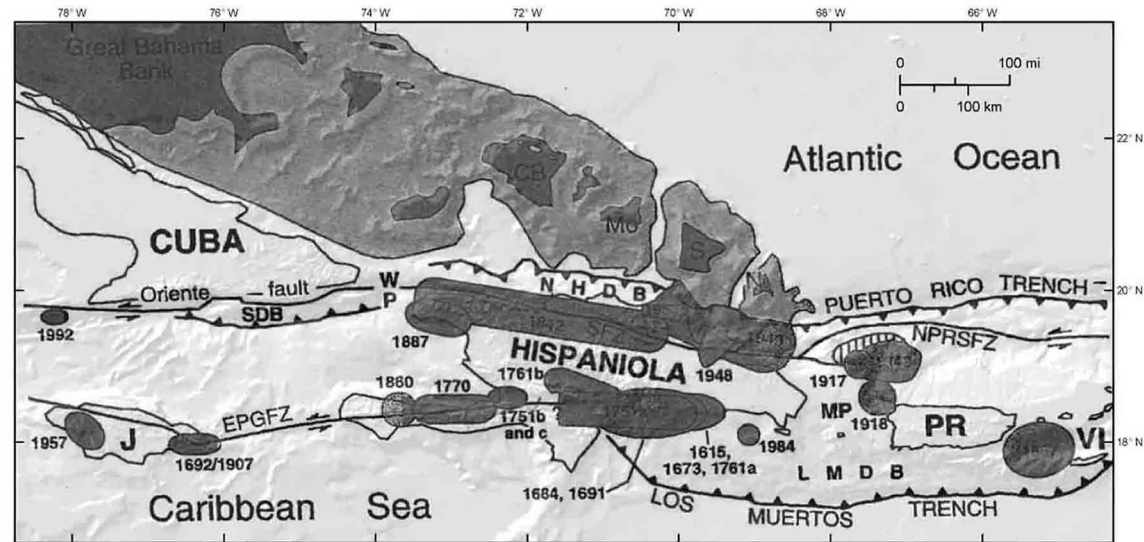 78° W
76° W
74° W
72° W
70° W
68° W
66° W
Great Bahama
Bank
0 100 mi
0 100 km
22° N
Atlantic Ocean
CB
Mo
S
Na
CUBA
Oriente fault
W
P
N H D B
20° N
PUERTO RICO TRENCH
SDB
NPRSFZ
1992
1887
1842
SF
HISPANIOLA
1948
1917
1761b
1860
1770
1751b
and c
EPGFZ
MP
1918
PR
VI
1957
J
1692/1907
1984
18° N
1615,
1673, 1761a
L M D B
1684, 1691
LOS MUERTOS TRENCH
Caribbean Sea